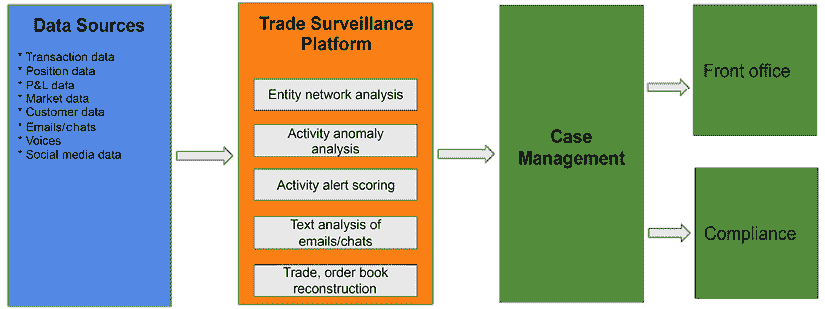 Data Sources
* Transaction data
* Position data
* P&L data
* Market data
* Customer data
* Emails/chats
* Voices
* Social media data
Trade Surveillance
Platform
Entity network analysis
Activity anomaly
analysis
Activity alert scoring
Text analysis of
emails/chats
Trade, order book
reconstruction
Case
Management
Front office
Compliance